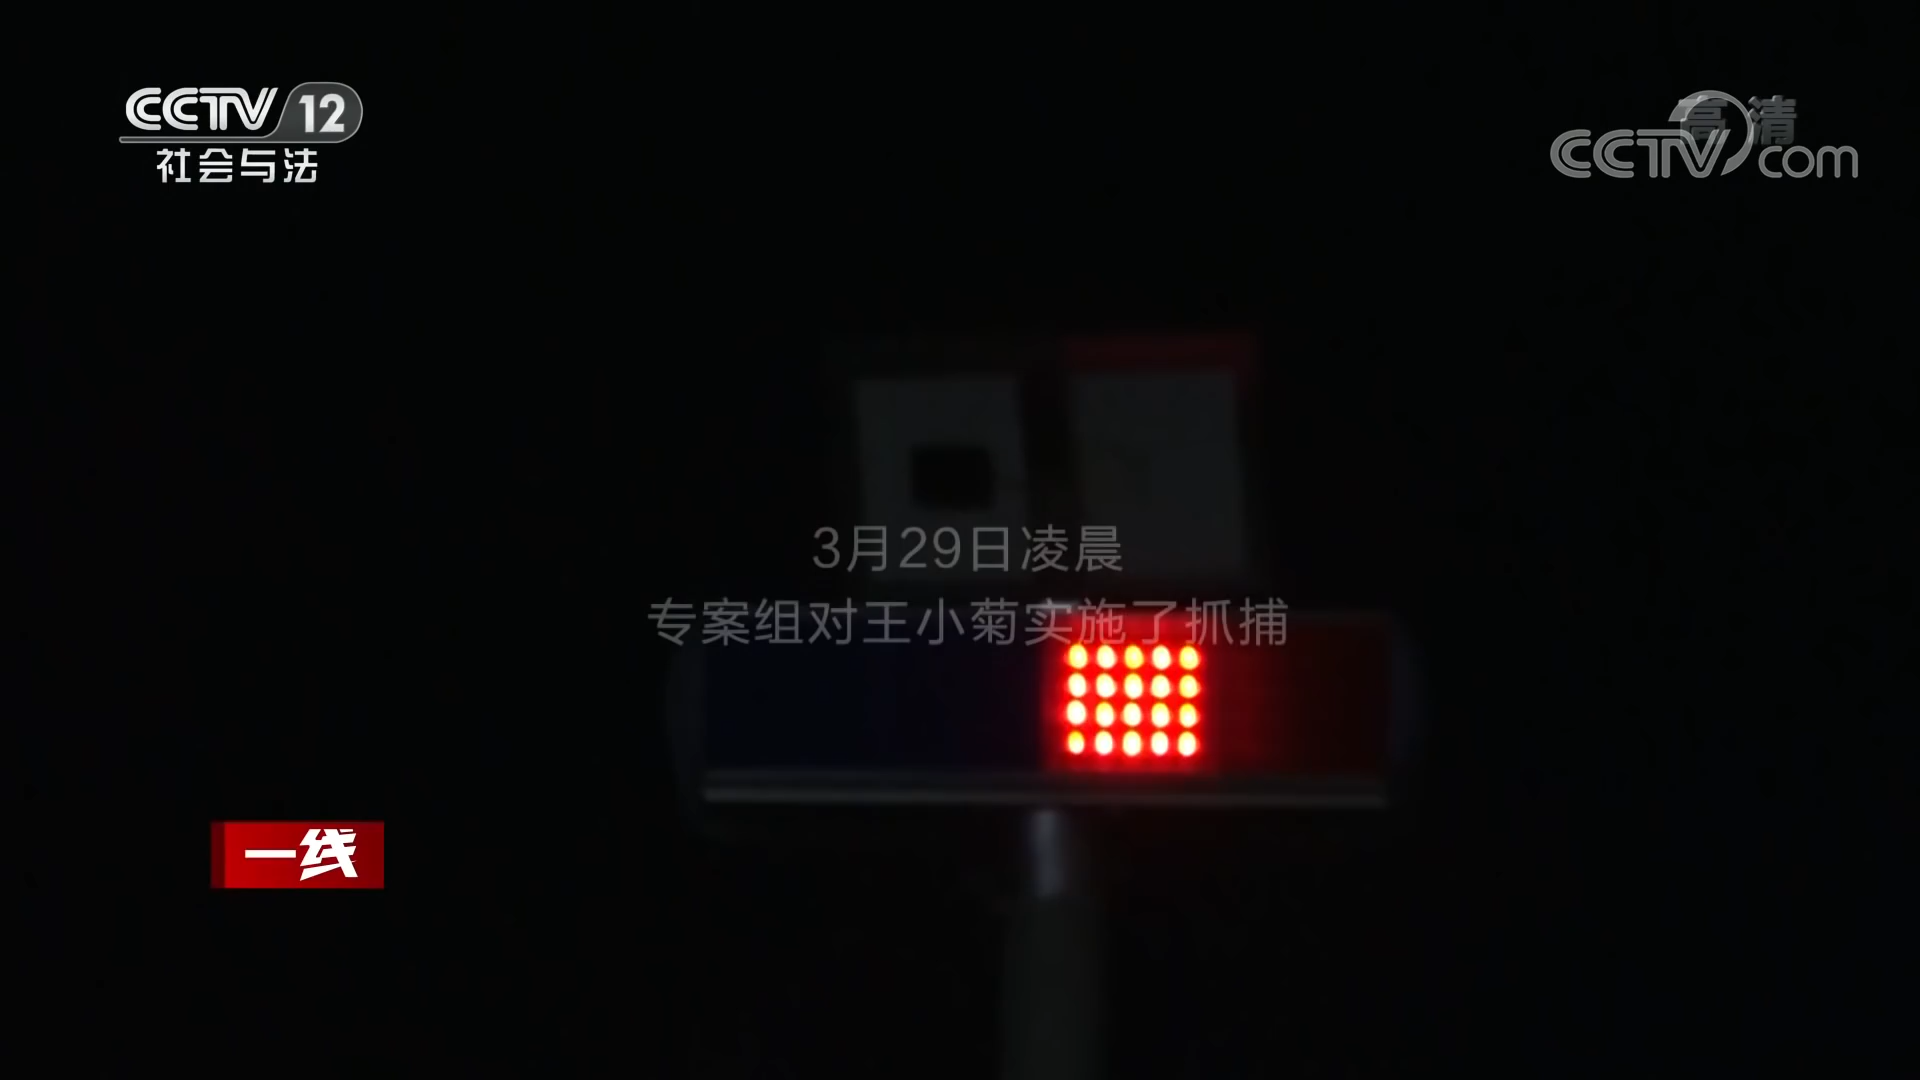 CCTV 12
社会与法
高清
CCTV com
3月29日凌晨
专案组对王小菊实施了抓捕
一线